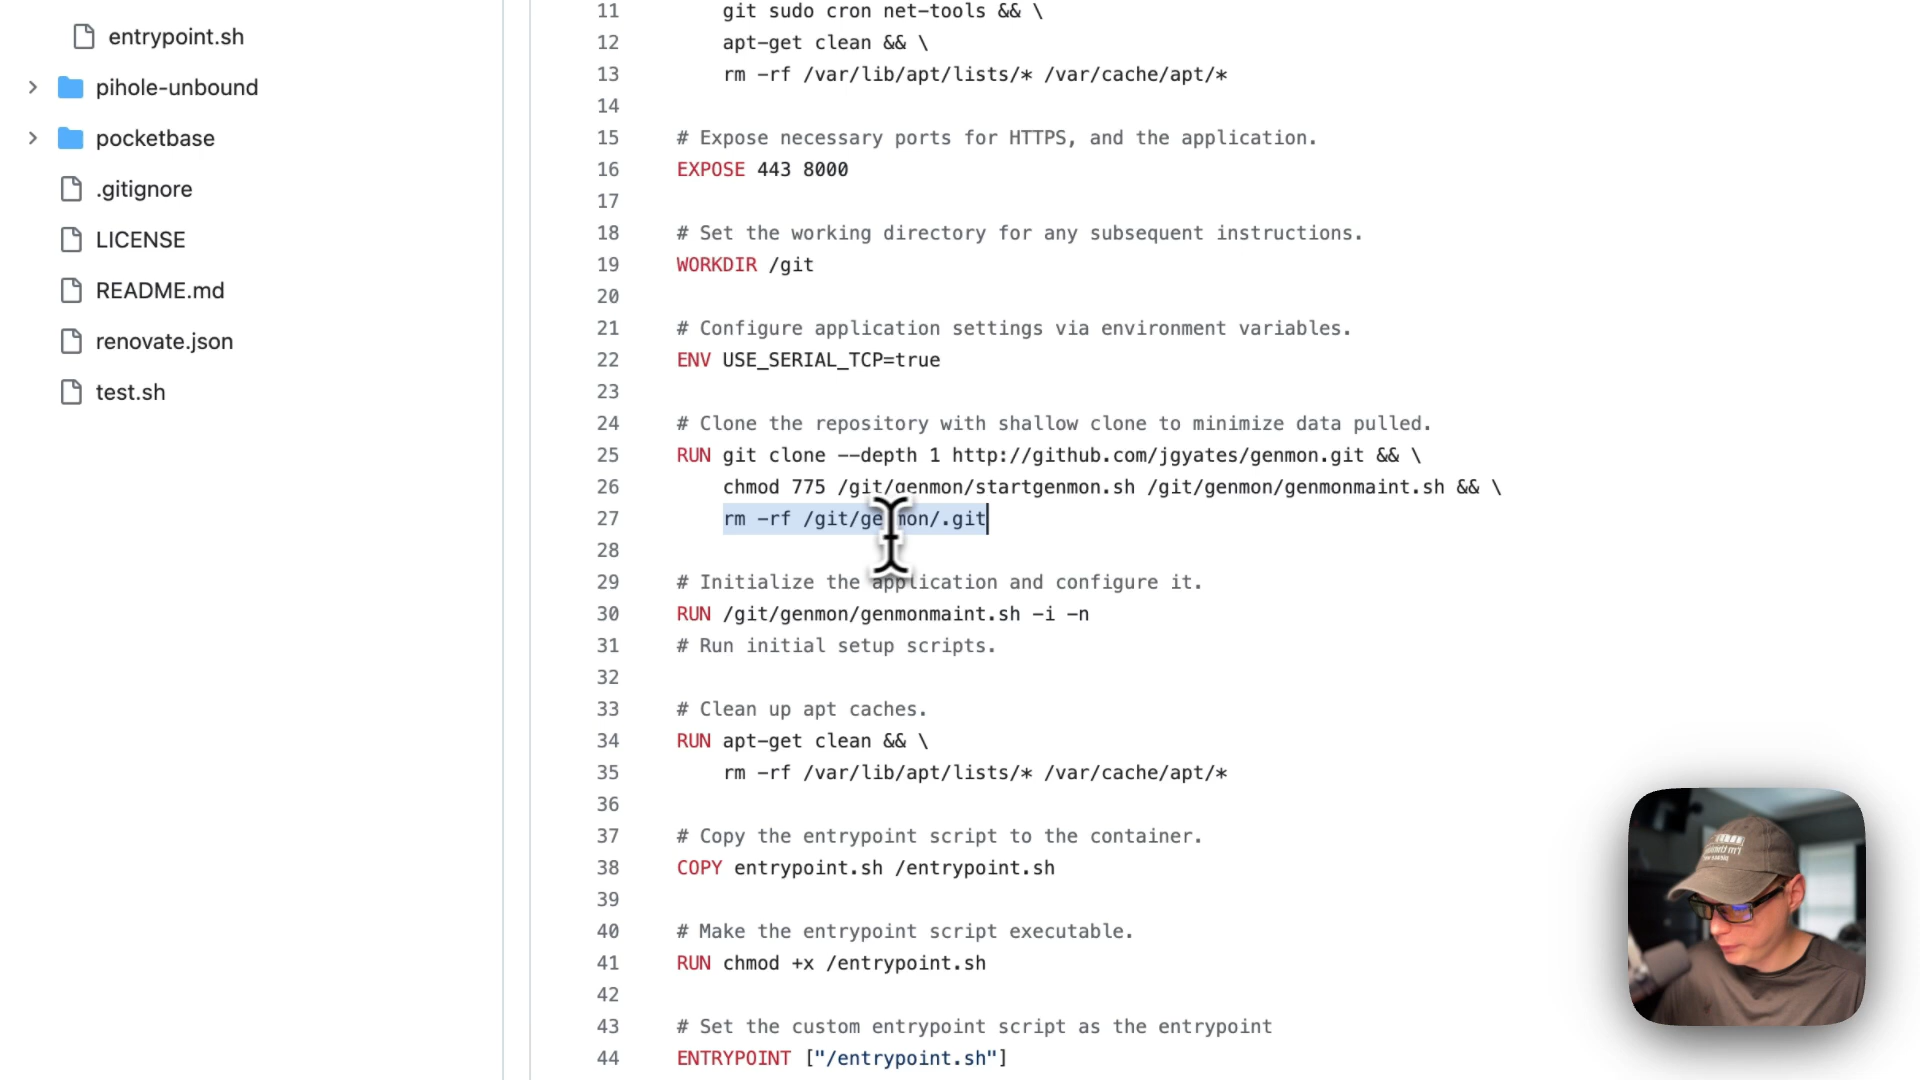 entrypoint.sh
pihole-unbound
pocketbase
.gitignore
LICENSE
README.md
renovate.json
test.sh
11 git sudo cron net-tools && \
12 apt-get clean && \
13 rm -rf /var/lib/apt/lists/* /var/cache/apt/*
14
15 # Expose necessary ports for HTTPS, and the application.
16 EXPOSE 443 8000
17
18 # Set the working directory for any subsequent instructions.
19 WORKDIR /git
20
21 # Configure application settings via environment variables.
22 ENV USE_SERIAL_TCP=true
23
24 # Clone the repository with shallow clone to minimize data pulled.
25 RUN git clone --depth 1 http://github.com/jgyates/genmon.git && \
26 chmod 775 /git/genmon/startgenmon.sh /git/genmon/genmonmaint.sh && \
27 rm -rf /git/genmon/.git
28
29 # Initialize the application and configure it.
30 RUN /git/genmon/genmonmaint.sh -i -n
31 # Run initial setup scripts.
32
33 # Clean up apt caches.
34 RUN apt-get clean && \
35 rm -rf /var/lib/apt/lists/* /var/cache/apt/*
36
37 # Copy the entrypoint script to the container.
38 COPY entrypoint.sh /entrypoint.sh
39
40 # Make the entrypoint script executable.
41 RUN chmod +x /entrypoint.sh
42
43 # Set the custom entrypoint script as the entrypoint
44 ENTRYPOINT ["/entrypoint.sh"]